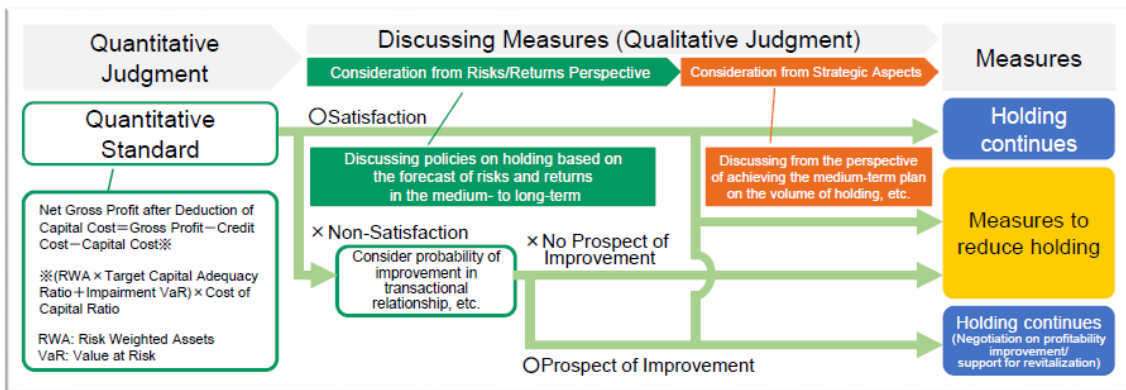 Quantitative
Judgment
Discussing Measures (Qualitative Judgment)
Consideration from Risks/Returns Perspective
Consideration from Strategic Aspects
Measures
Quantitative
Standard
○Satisfaction
Holding
continues
Discussing policies on holding based on
the forecast of risks and returns
in the medium- to long-term
Discussing from the perspective
of achieving the medium-term plan
on the volume of holding, etc.
Net Gross Profit after Deduction of
Capital Cost=Gross Profit-Credit
Cost-Capital Cost※
※(RWA×Target Capital Adequacy
Ratio+Impairment VaR)×Cost of
Capital Ratio
RWA: Risk Weighted Assets
VaR: Value at Risk
×Non-Satisfaction
Consider probability of
improvement in
transactional
relationship, etc.
×No Prospect of
Improvement
Measures to
reduce holding
○Prospect of Improvement
Holding continues
(Negotiation on profitability
improvement/
support for revitalization)